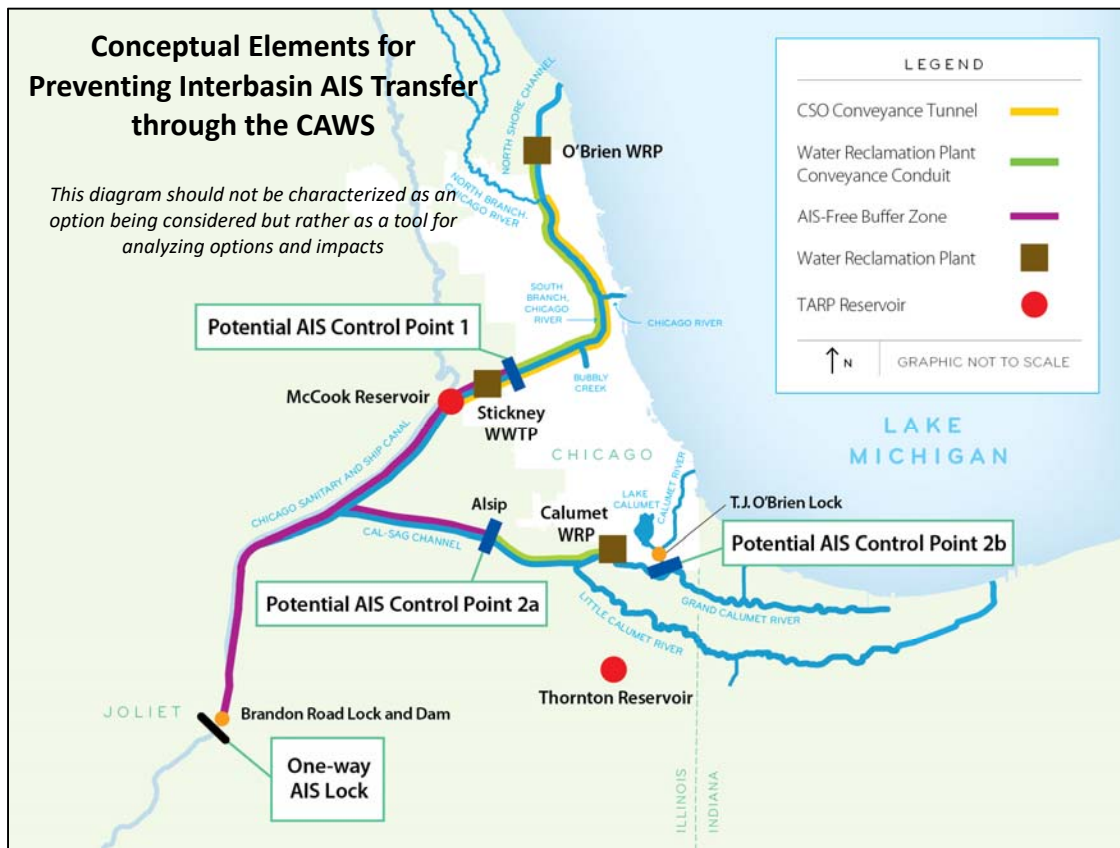 Conceptual Elements for
Preventing Interbasin AIS Transfer
through the CAWS
This diagram should not be characterized as an
option being considered but rather as a tool for
analyzing options and impacts
LEGEND
CSO Conveyance Tunnel
Water Reclamation Plant
Conveyance Conduit
AIS-Free Buffer Zone
Water Reclamation Plant
TARP Reservoir
N
GRAPHIC NOT TO SCALE
NORTH SHORE CHANNEL
O'Brien WRP
NORTH BRANCH,
CHICAGO RIVER
SOUTH
BRANCH,
CHICAGO
RIVER
CHICAGO RIVER
Potential AIS Control Point 1
BUBBLY
CREEK
McCook Reservoir
Stickney
WWTP
LAKE
MICHIGAN
CHICAGO
CHICAGO SANITARY AND SHIP CANAL
LAKE
CALUMET
CALUMET RIVER
T.J. O'Brien Lock
Alsip
Calumet
WRP
CAL-SAG CHANNEL
Potential AIS Control Point 2b
Potential AIS Control Point 2a
GRAND CALUMET RIVER
LITTLE CALUMET RIVER
Thornton Reservoir
JOLIET
Brandon Road Lock and Dam
One-way
AIS Lock
ILLINOIS
INDIANA